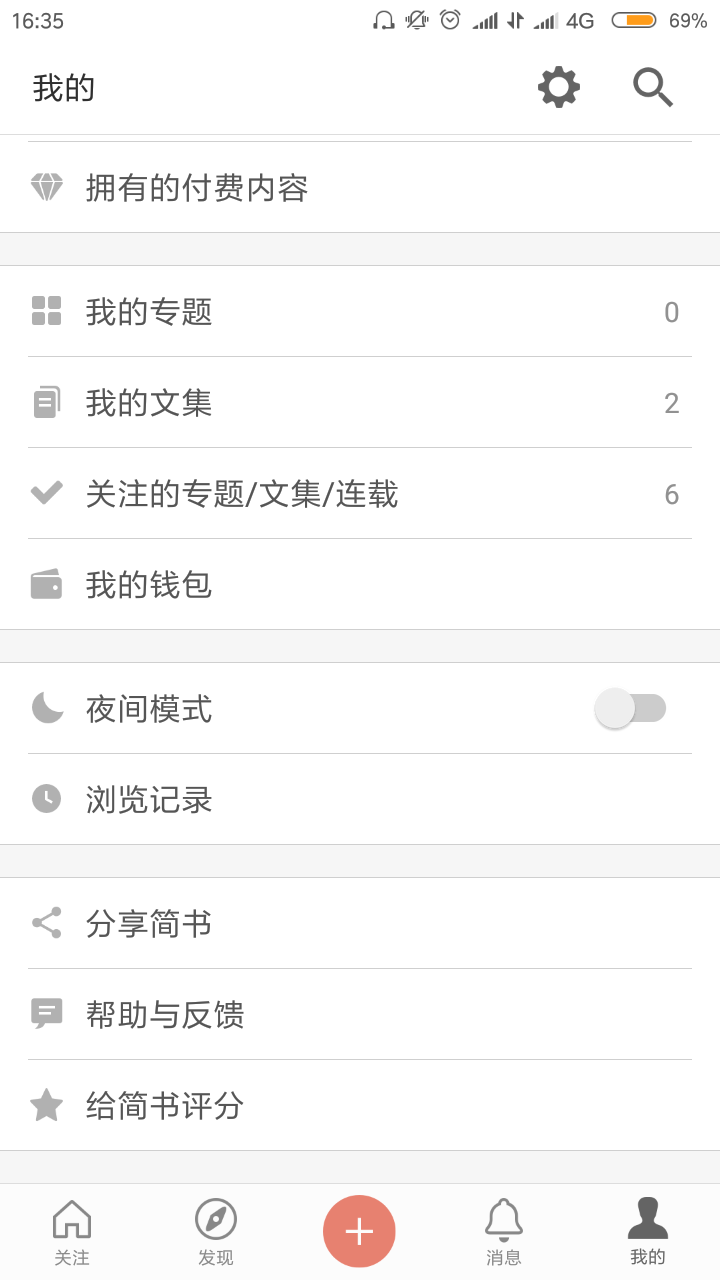 16:35 4G 69%
我的
拥有的付费内容
我的专题 0
我的文集 2
关注的专题/文集/连载 6
我的钱包
夜间模式
浏览记录
分享简书
帮助与反馈
给简书评分
关注 发现 消息 我的